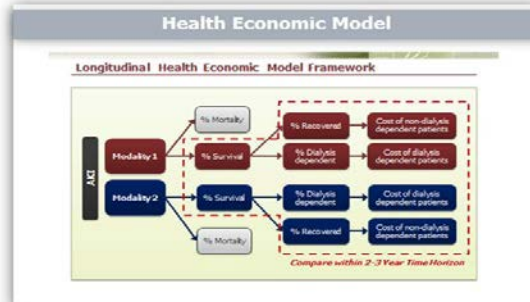 Health Economic Model
Longitudinal Health Economic Model Framework
AKI
Modality 1
% Mortality
% Survival
% Recovered
Cost of non-dialysis
dependent patients
% Dialysis
dependent
Cost of dialysis
dependent patients
Modality 2
% Survival
% Mortality
% Dialysis
dependent
Cost of dialysis
dependent patients
% Recovered
Cost of non-dialysis
dependent patients
Compare within 2-3 Year Time Horizon